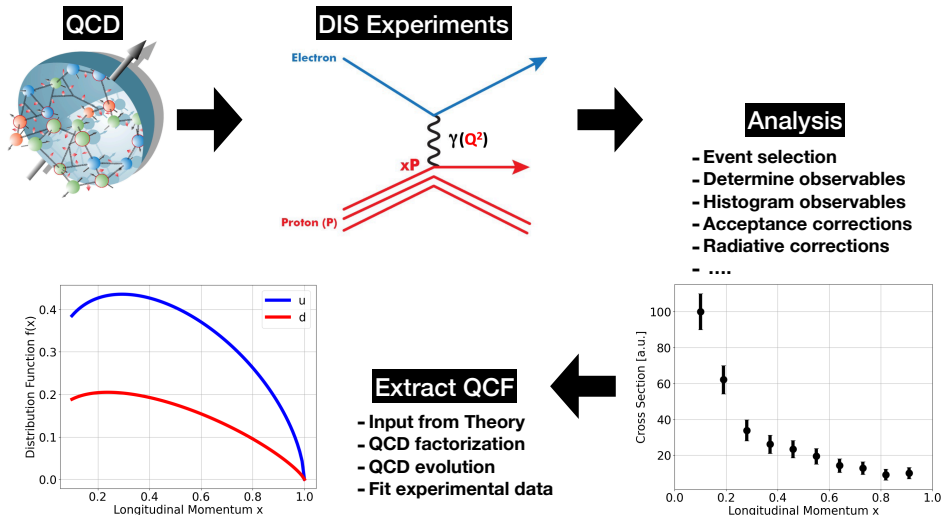 QCD
DIS Experiments
Electron
γ(Q²)
xP
Proton (P)
Analysis
- Event selection
- Determine observables
- Histogram observables
- Acceptance corrections
- Radiative corrections
- ....
Cross Section [a.u.]
100
80
60
40
20
0.0 0.2 0.4 0.6 0.8 1.0
Longitudinal Momentum x
Extract QCF
- Input from Theory
- QCD factorization
- QCD evolution
- Fit experimental data
Distribution Function f(x)
0.4
0.3
0.2
0.1
0.0
u
d
0.2 0.4 0.6 0.8 1.0
Longitudinal Momentum x